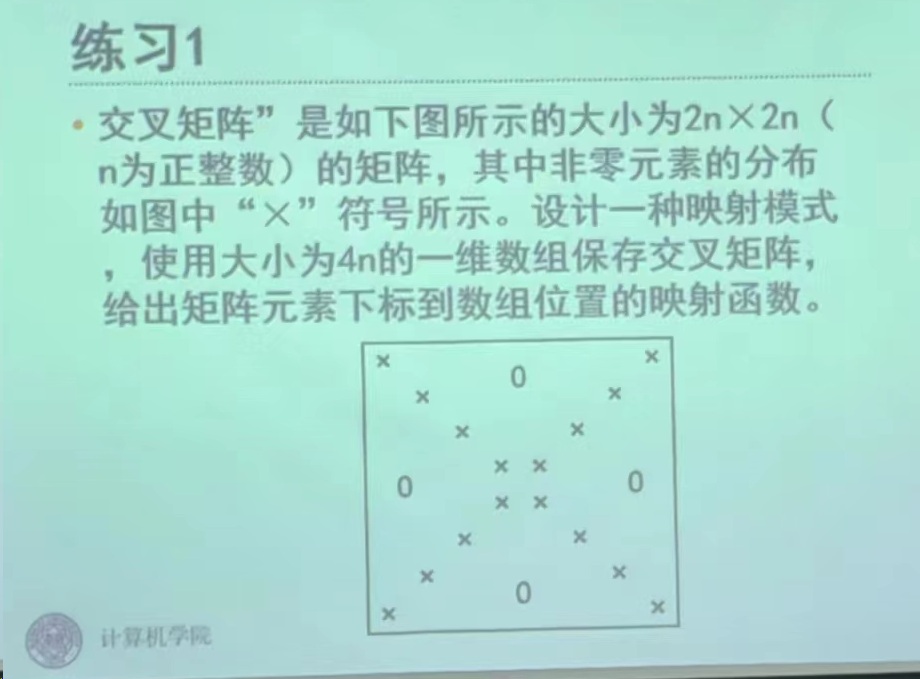 练习1
• 交叉矩阵”是如下图所示的大小为2n×2n（
n为正整数）的矩阵，其中非零元素的分布
如图中“×”符号所示。设计一种映射模式
，使用大小为4n的一维数组保存交叉矩阵，
给出矩阵元素下标到数组位置的映射函数。
× 0 ×
× ×
× ×
× ×
0 0
× ×
× ×
× ×
0
× ×
计算机学院